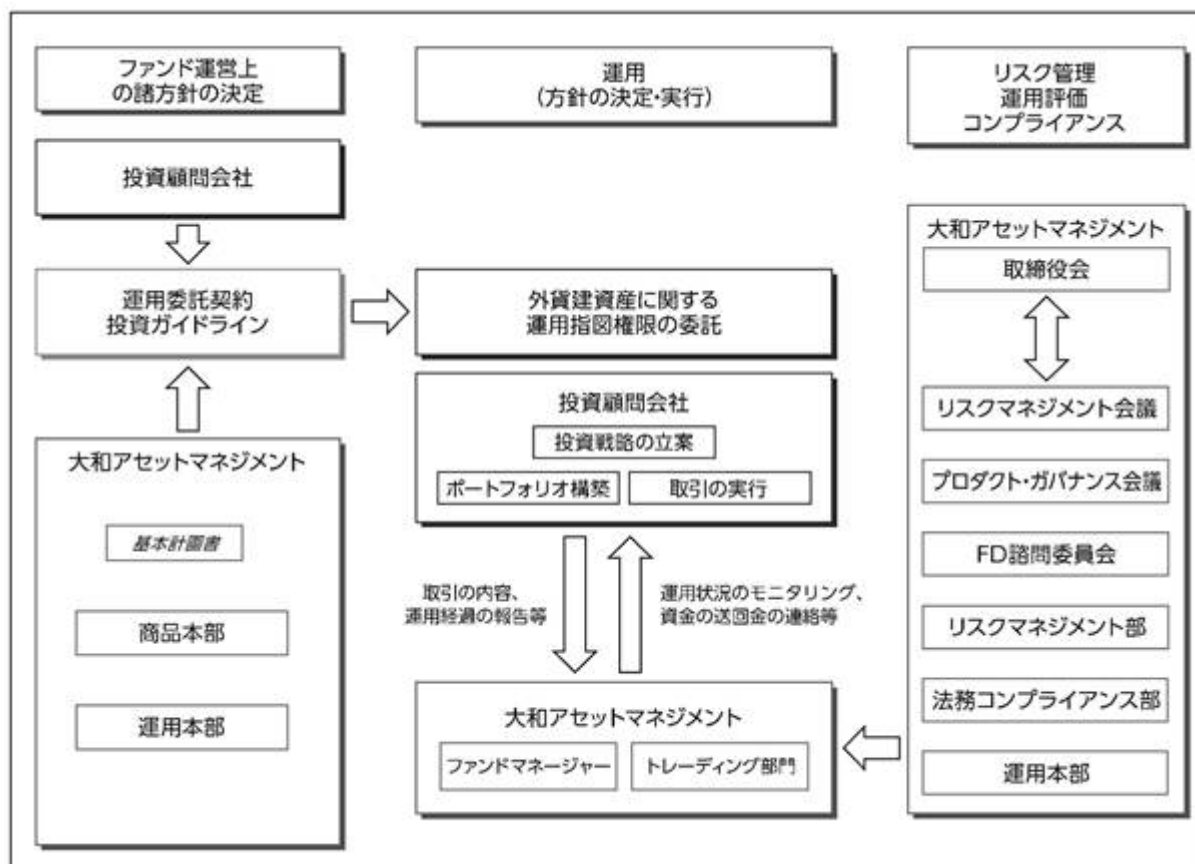 ファンド運営上
の諸方針の決定
投資顧問会社
運用委託契約
投資ガイドライン
大和アセットマネジメント
基本計画書
商品本部
運用本部
運用
(方針の決定・実行)
外貨建資産に関する
運用指図権限の委託
投資顧問会社
投資戦略の立案
ポートフォリオ構築
取引の実行
取引の内容、
運用経過の報告等
運用状況のモニタリング、
資金の送回金の連絡等
大和アセットマネジメント
ファンドマネージャー
トレーディング部門
リスク管理
運用評価
コンプライアンス
大和アセットマネジメント
取締役会
リスクマネジメント会議
プロダクト・ガバナンス会議
FD諮問委員会
リスクマネジメント部
法務コンプライアンス部
運用本部